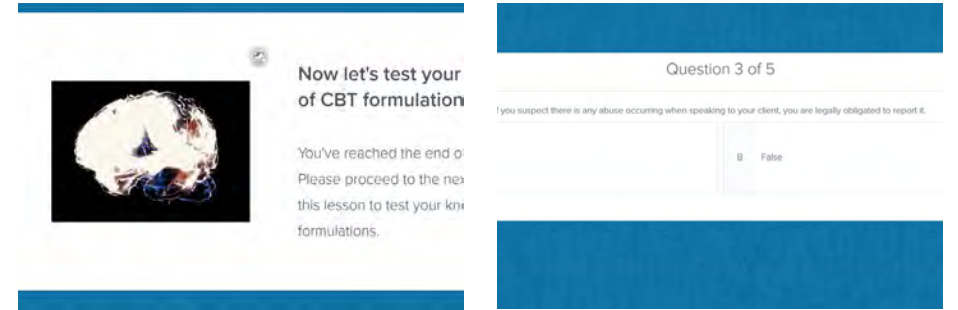 Now let's test your
of CBT formulation
You've reached the end o
Please proceed to the nex
this lesson to test your kno
formulations.
Question 3 of 5
f you suspect there is any abuse occurring when speaking to your client, you are legally obligated to report it.
B False